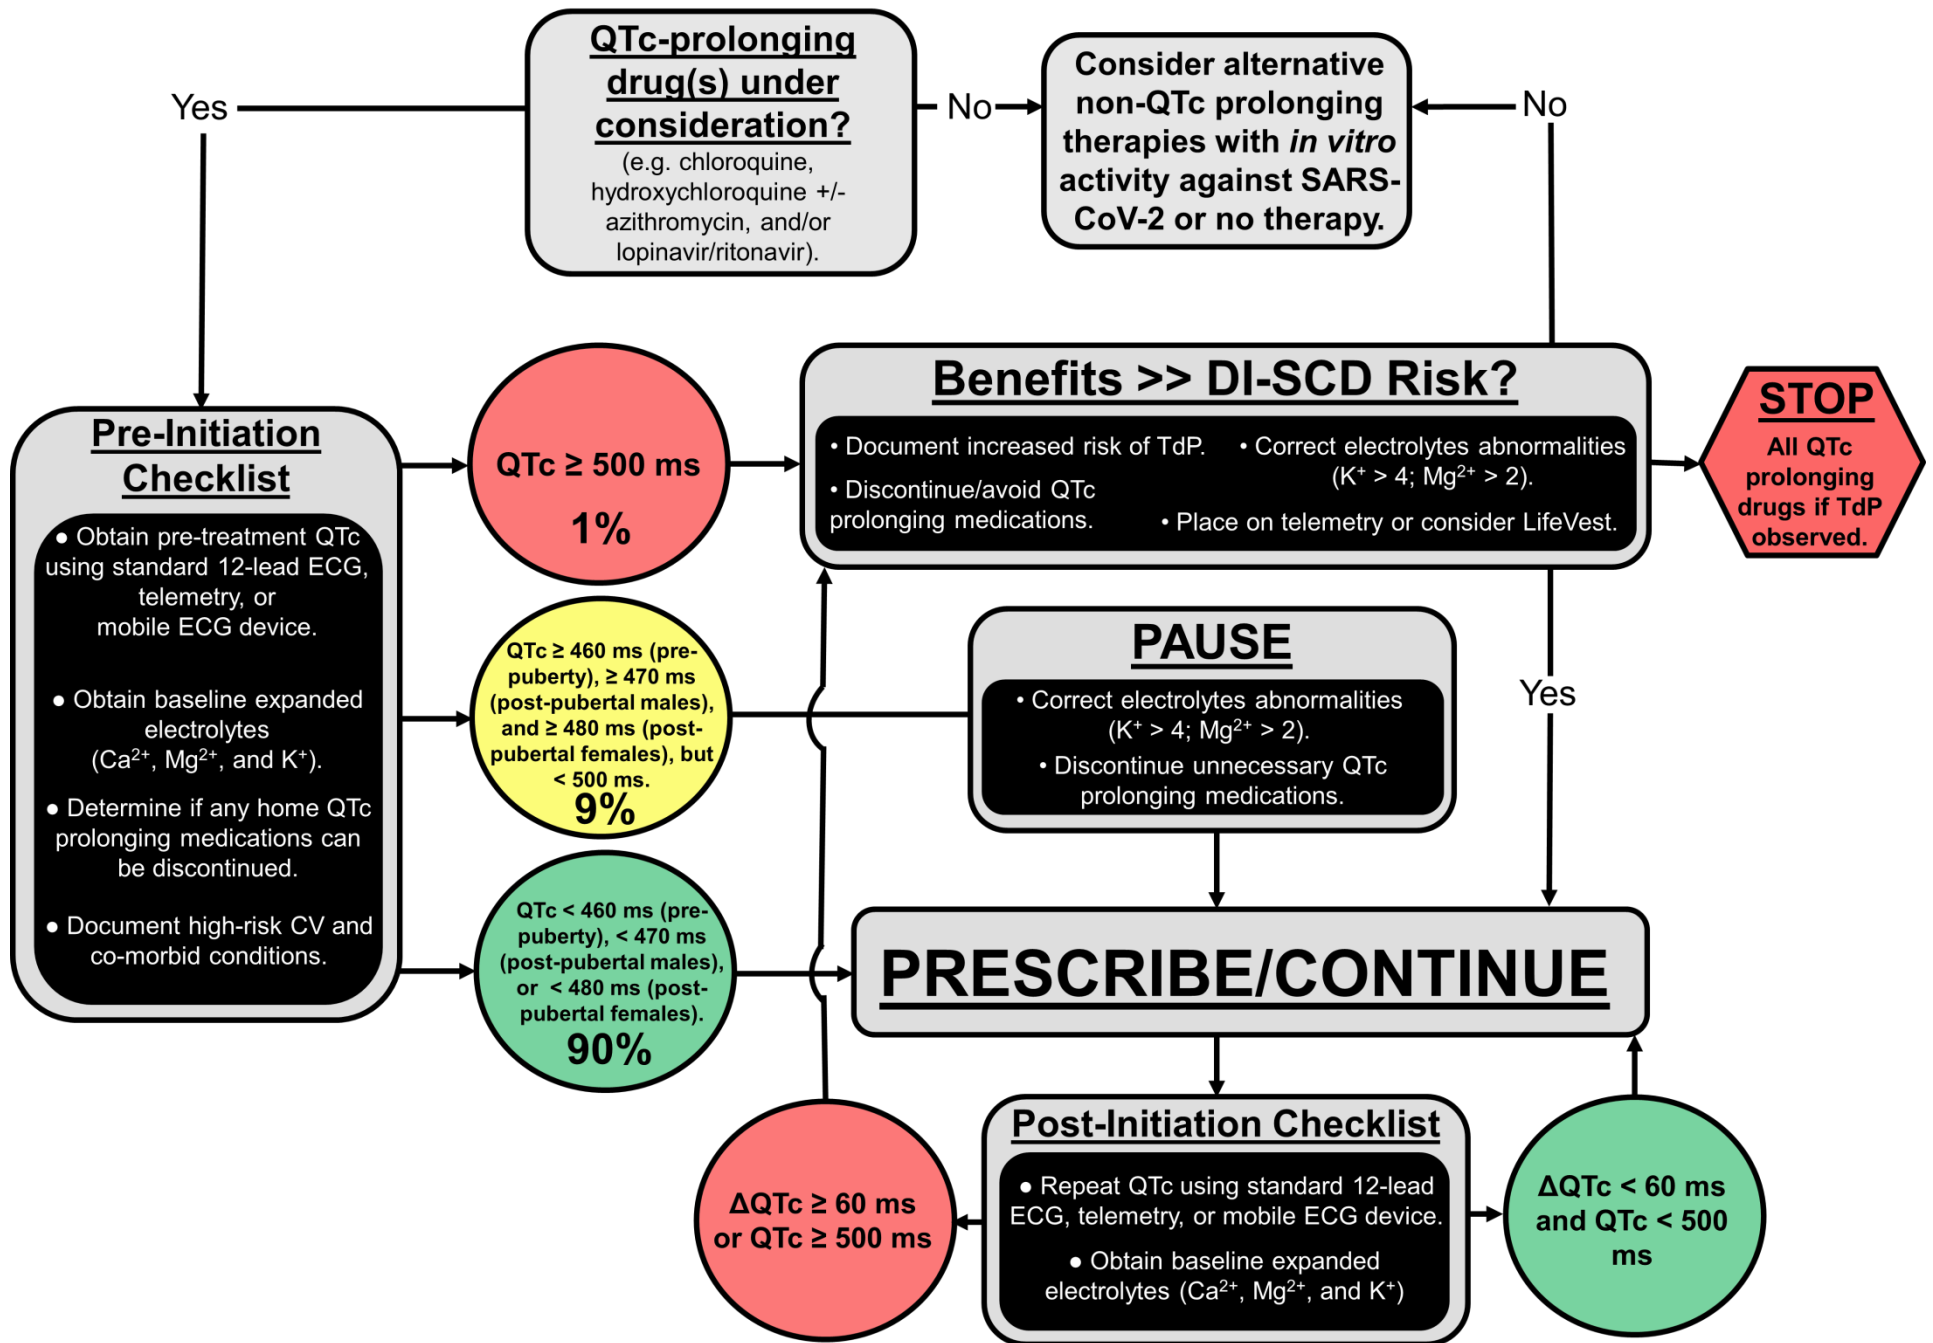 QTc-prolonging
drug(s) under
consideration?
(e.g. chloroquine,
hydroxychloroquine +/-
azithromycin, and/or
lopinavir/ritonavir).
Yes
No
Consider alternative
non-QTc prolonging
therapies with in vitro
activity against SARS-
CoV-2 or no therapy.
No
Pre-Initiation
Checklist
● Obtain pre-treatment QTc
using standard 12-lead ECG,
telemetry, or
mobile ECG device.
● Obtain baseline expanded
electrolytes
(Ca²⁺, Mg²⁺, and K⁺).
● Determine if any home QTc
prolonging medications can
be discontinued.
● Document high-risk CV and
co-morbid conditions.
QTc ≥ 500 ms
1%
QTc ≥ 460 ms (pre-
puberty), ≥ 470 ms
(post-pubertal males),
and ≥ 480 ms (post-
pubertal females), but
< 500 ms.
9%
QTc < 460 ms (pre-
puberty), < 470 ms
(post-pubertal males),
or < 480 ms (post-
pubertal females).
90%
Benefits >> DI-SCD Risk?
• Document increased risk of TdP.
• Discontinue/avoid QTc
prolonging medications.
• Correct electrolytes abnormalities
(K⁺ > 4; Mg²⁺ > 2).
• Place on telemetry or consider LifeVest.
STOP
All QTc
prolonging
drugs if TdP
observed.
PAUSE
• Correct electrolytes abnormalities
(K⁺ > 4; Mg²⁺ > 2).
• Discontinue unnecessary QTc
prolonging medications.
Yes
PRESCRIBE/CONTINUE
Post-Initiation Checklist
● Repeat QTc using standard 12-lead
ECG, telemetry, or mobile ECG device.
● Obtain baseline expanded
electrolytes (Ca²⁺, Mg²⁺, and K⁺)
ΔQTc ≥ 60 ms
or QTc ≥ 500 ms
ΔQTc < 60 ms
and QTc < 500
ms